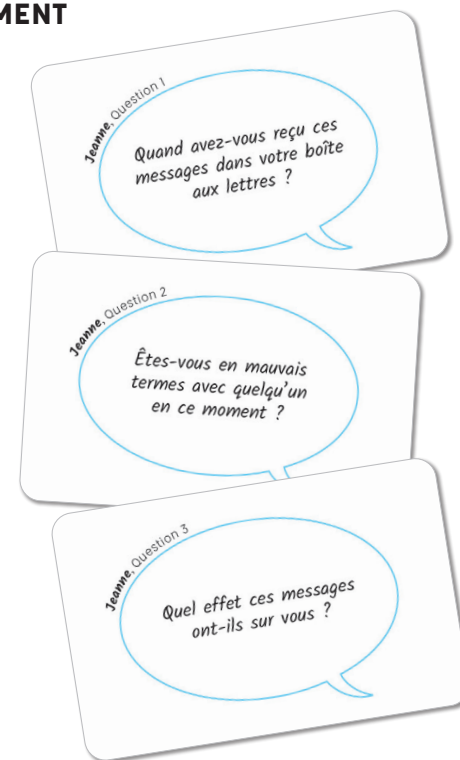 MENT
Jeanne, Question 1
Quand avez-vous reçu ces
messages dans votre boîte
aux lettres ?
Jeanne, Question 2
Êtes-vous en mauvais
termes avec quelqu'un
en ce moment ?
Jeanne, Question 3
Quel effet ces messages
ont-ils sur vous ?